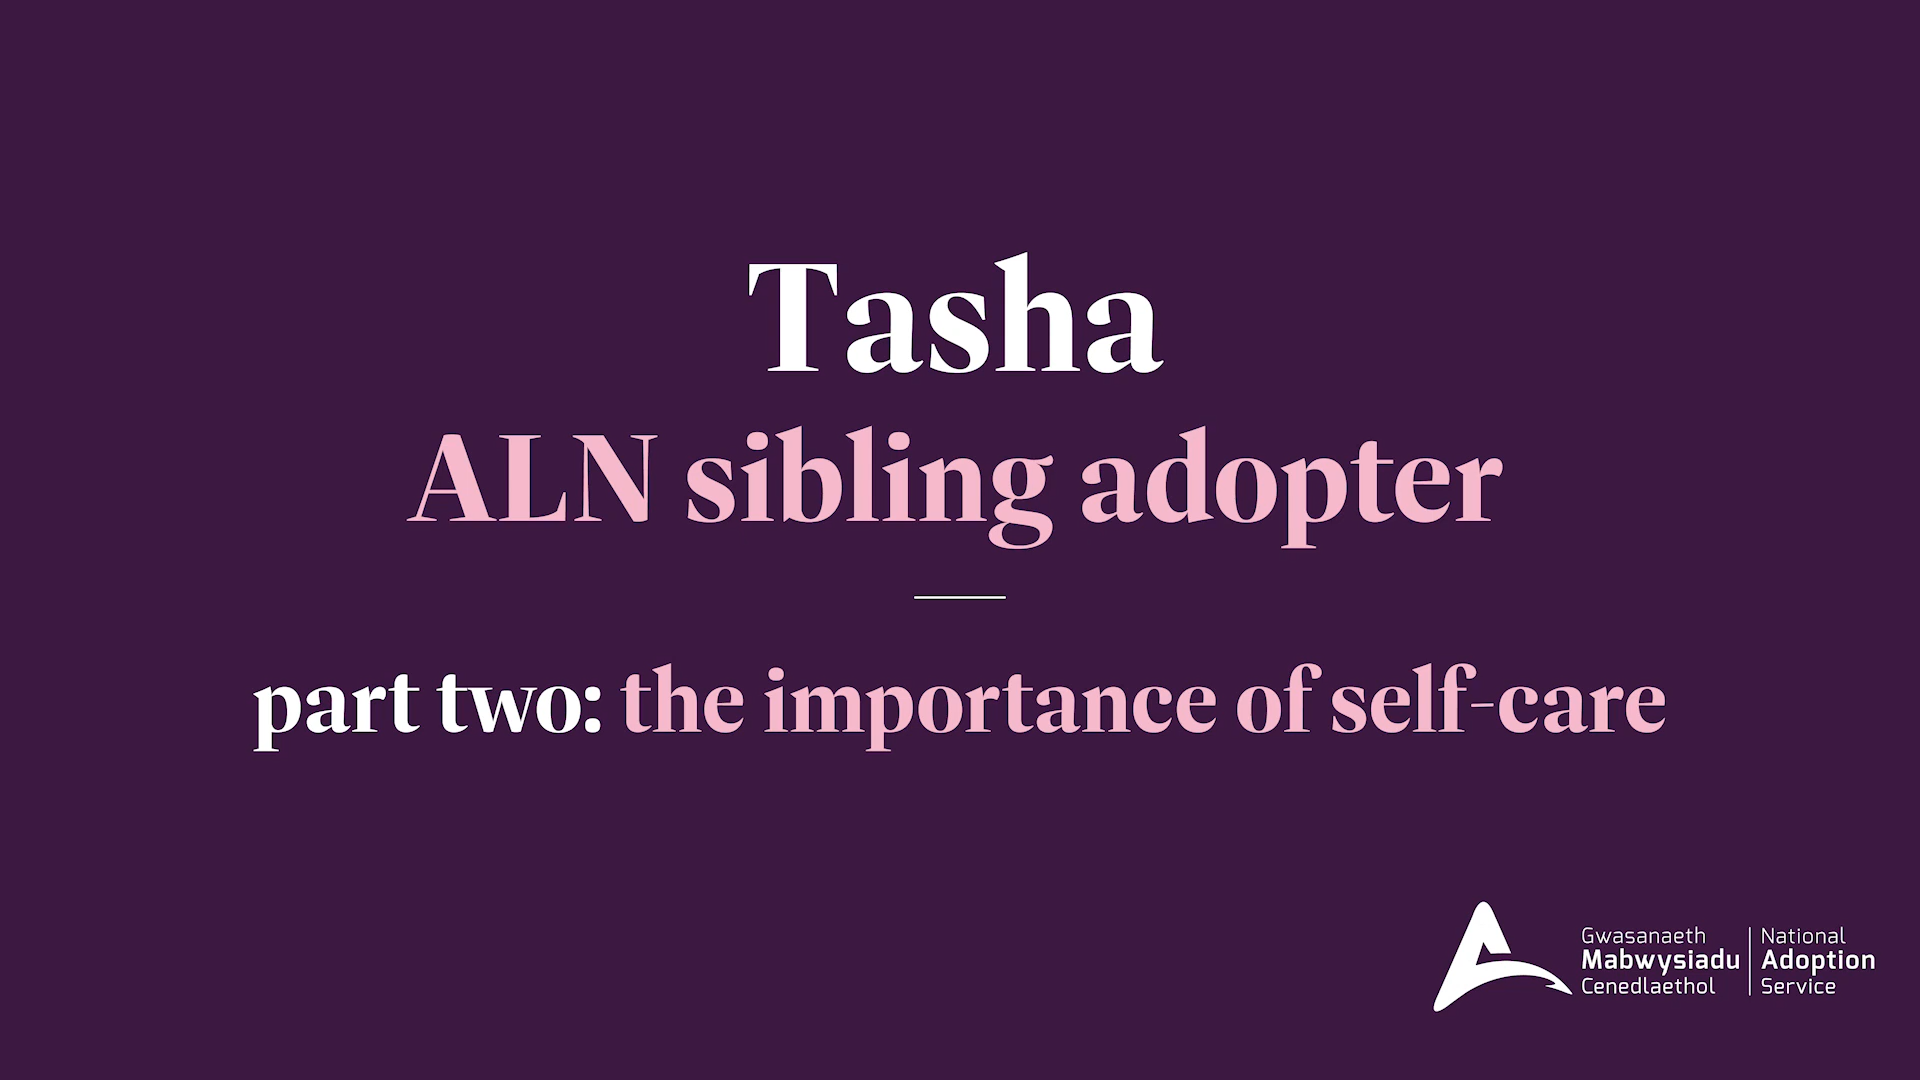 Tasha
ALN sibling adopter
part two: the importance of self-care
Gwasanaeth
Mabwysiadu
Cenedlaethol
National
Adoption
Service